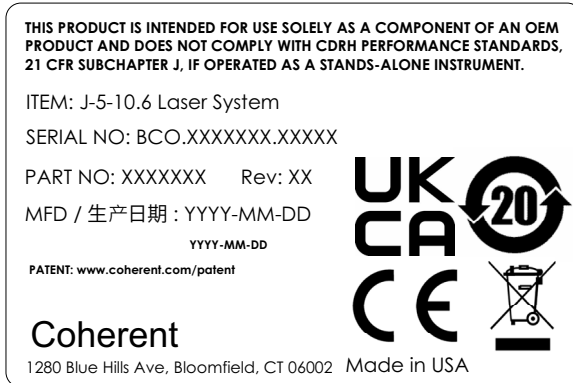 THIS PRODUCT IS INTENDED FOR USE SOLELY AS A COMPONENT OF AN OEM
PRODUCT AND DOES NOT COMPLY WITH CDRH PERFORMANCE STANDARDS,
21 CFR SUBCHAPTER J, IF OPERATED AS A STANDS-ALONE INSTRUMENT.
ITEM: J-5-10.6 Laser System
SERIAL NO: BCO.XXXXXXX.XXXXX
PART NO: XXXXXXX Rev: XX
MFD / 生产日期 : YYYY-MM-DD
YYYY-MM-DD
PATENT: www.coherent.com/patent
UK
CA
20
CE
Coherent
1280 Blue Hills Ave, Bloomfield, CT 06002 Made in USA